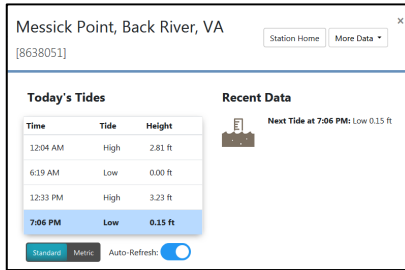 Messick Point, Back River, VA
[8638051]
Station Home
More Data
×
Today's Tides
Time Tide Height
12:04 AM High 2.81 ft
6:19 AM Low 0.00 ft
12:33 PM High 3.23 ft
7:06 PM Low 0.15 ft
Standard Metric Auto-Refresh:
Recent Data
Next Tide at 7:06 PM: Low 0.15 ft